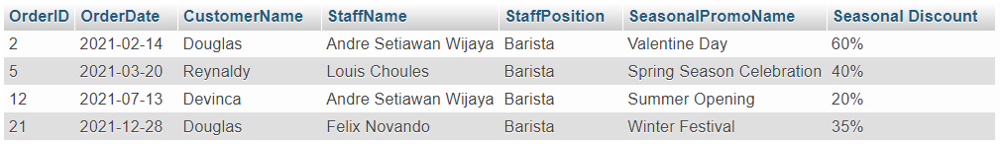 OrderID OrderDate CustomerName StaffName StaffPosition SeasonalPromoName Seasonal Discount
2 2021-02-14 Douglas Andre Setiawan Wijaya Barista Valentine Day 60%
5 2021-03-20 Reynaldy Louis Choules Barista Spring Season Celebration 40%
12 2021-07-13 Devinca Andre Setiawan Wijaya Barista Summer Opening 20%
21 2021-12-28 Douglas Felix Novando Barista Winter Festival 35%